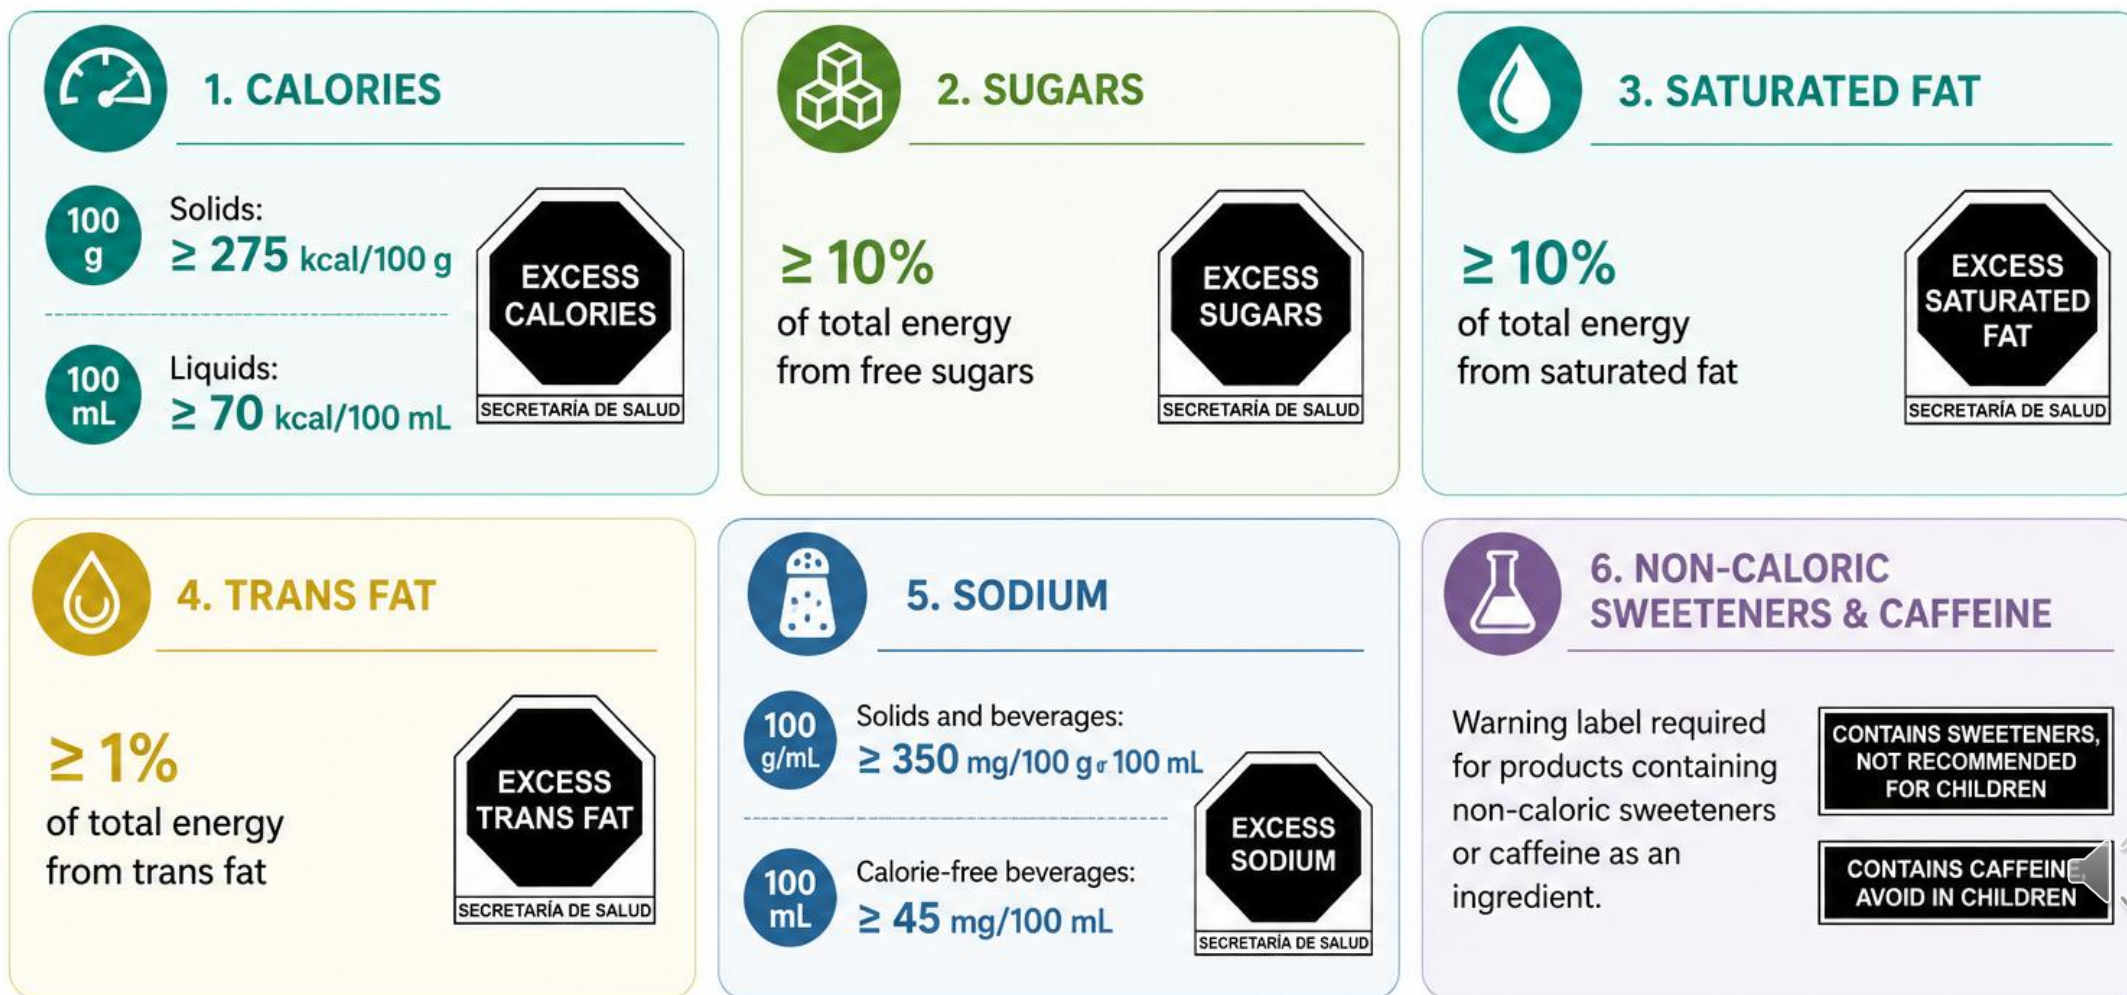 1. CALORIES
100
g
Solids:
≥ 275 kcal/100 g
100
mL
Liquids:
≥ 70 kcal/100 mL
EXCESS
CALORIES
SECRETARÍA DE SALUD
2. SUGARS
≥ 10%
of total energy
from free sugars
EXCESS
SUGARS
SECRETARÍA DE SALUD
3. SATURATED FAT
≥ 10%
of total energy
from saturated fat
EXCESS
SATURATED
FAT
SECRETARÍA DE SALUD
4. TRANS FAT
≥ 1%
of total energy
from trans fat
EXCESS
TRANS FAT
SECRETARÍA DE SALUD
5. SODIUM
100
g/mL
Solids and beverages:
≥ 350 mg/100 g or 100 mL
100
mL
Calorie-free beverages:
≥ 45 mg/100 mL
EXCESS
SODIUM
SECRETARÍA DE SALUD
6. NON-CALORIC
SWEETENERS & CAFFEINE
Warning label required
for products containing
non-caloric sweeteners
or caffeine as an
ingredient.
CONTAINS SWEETENERS,
NOT RECOMMENDED
FOR CHILDREN
CONTAINS CAFFEINE,
AVOID IN CHILDREN